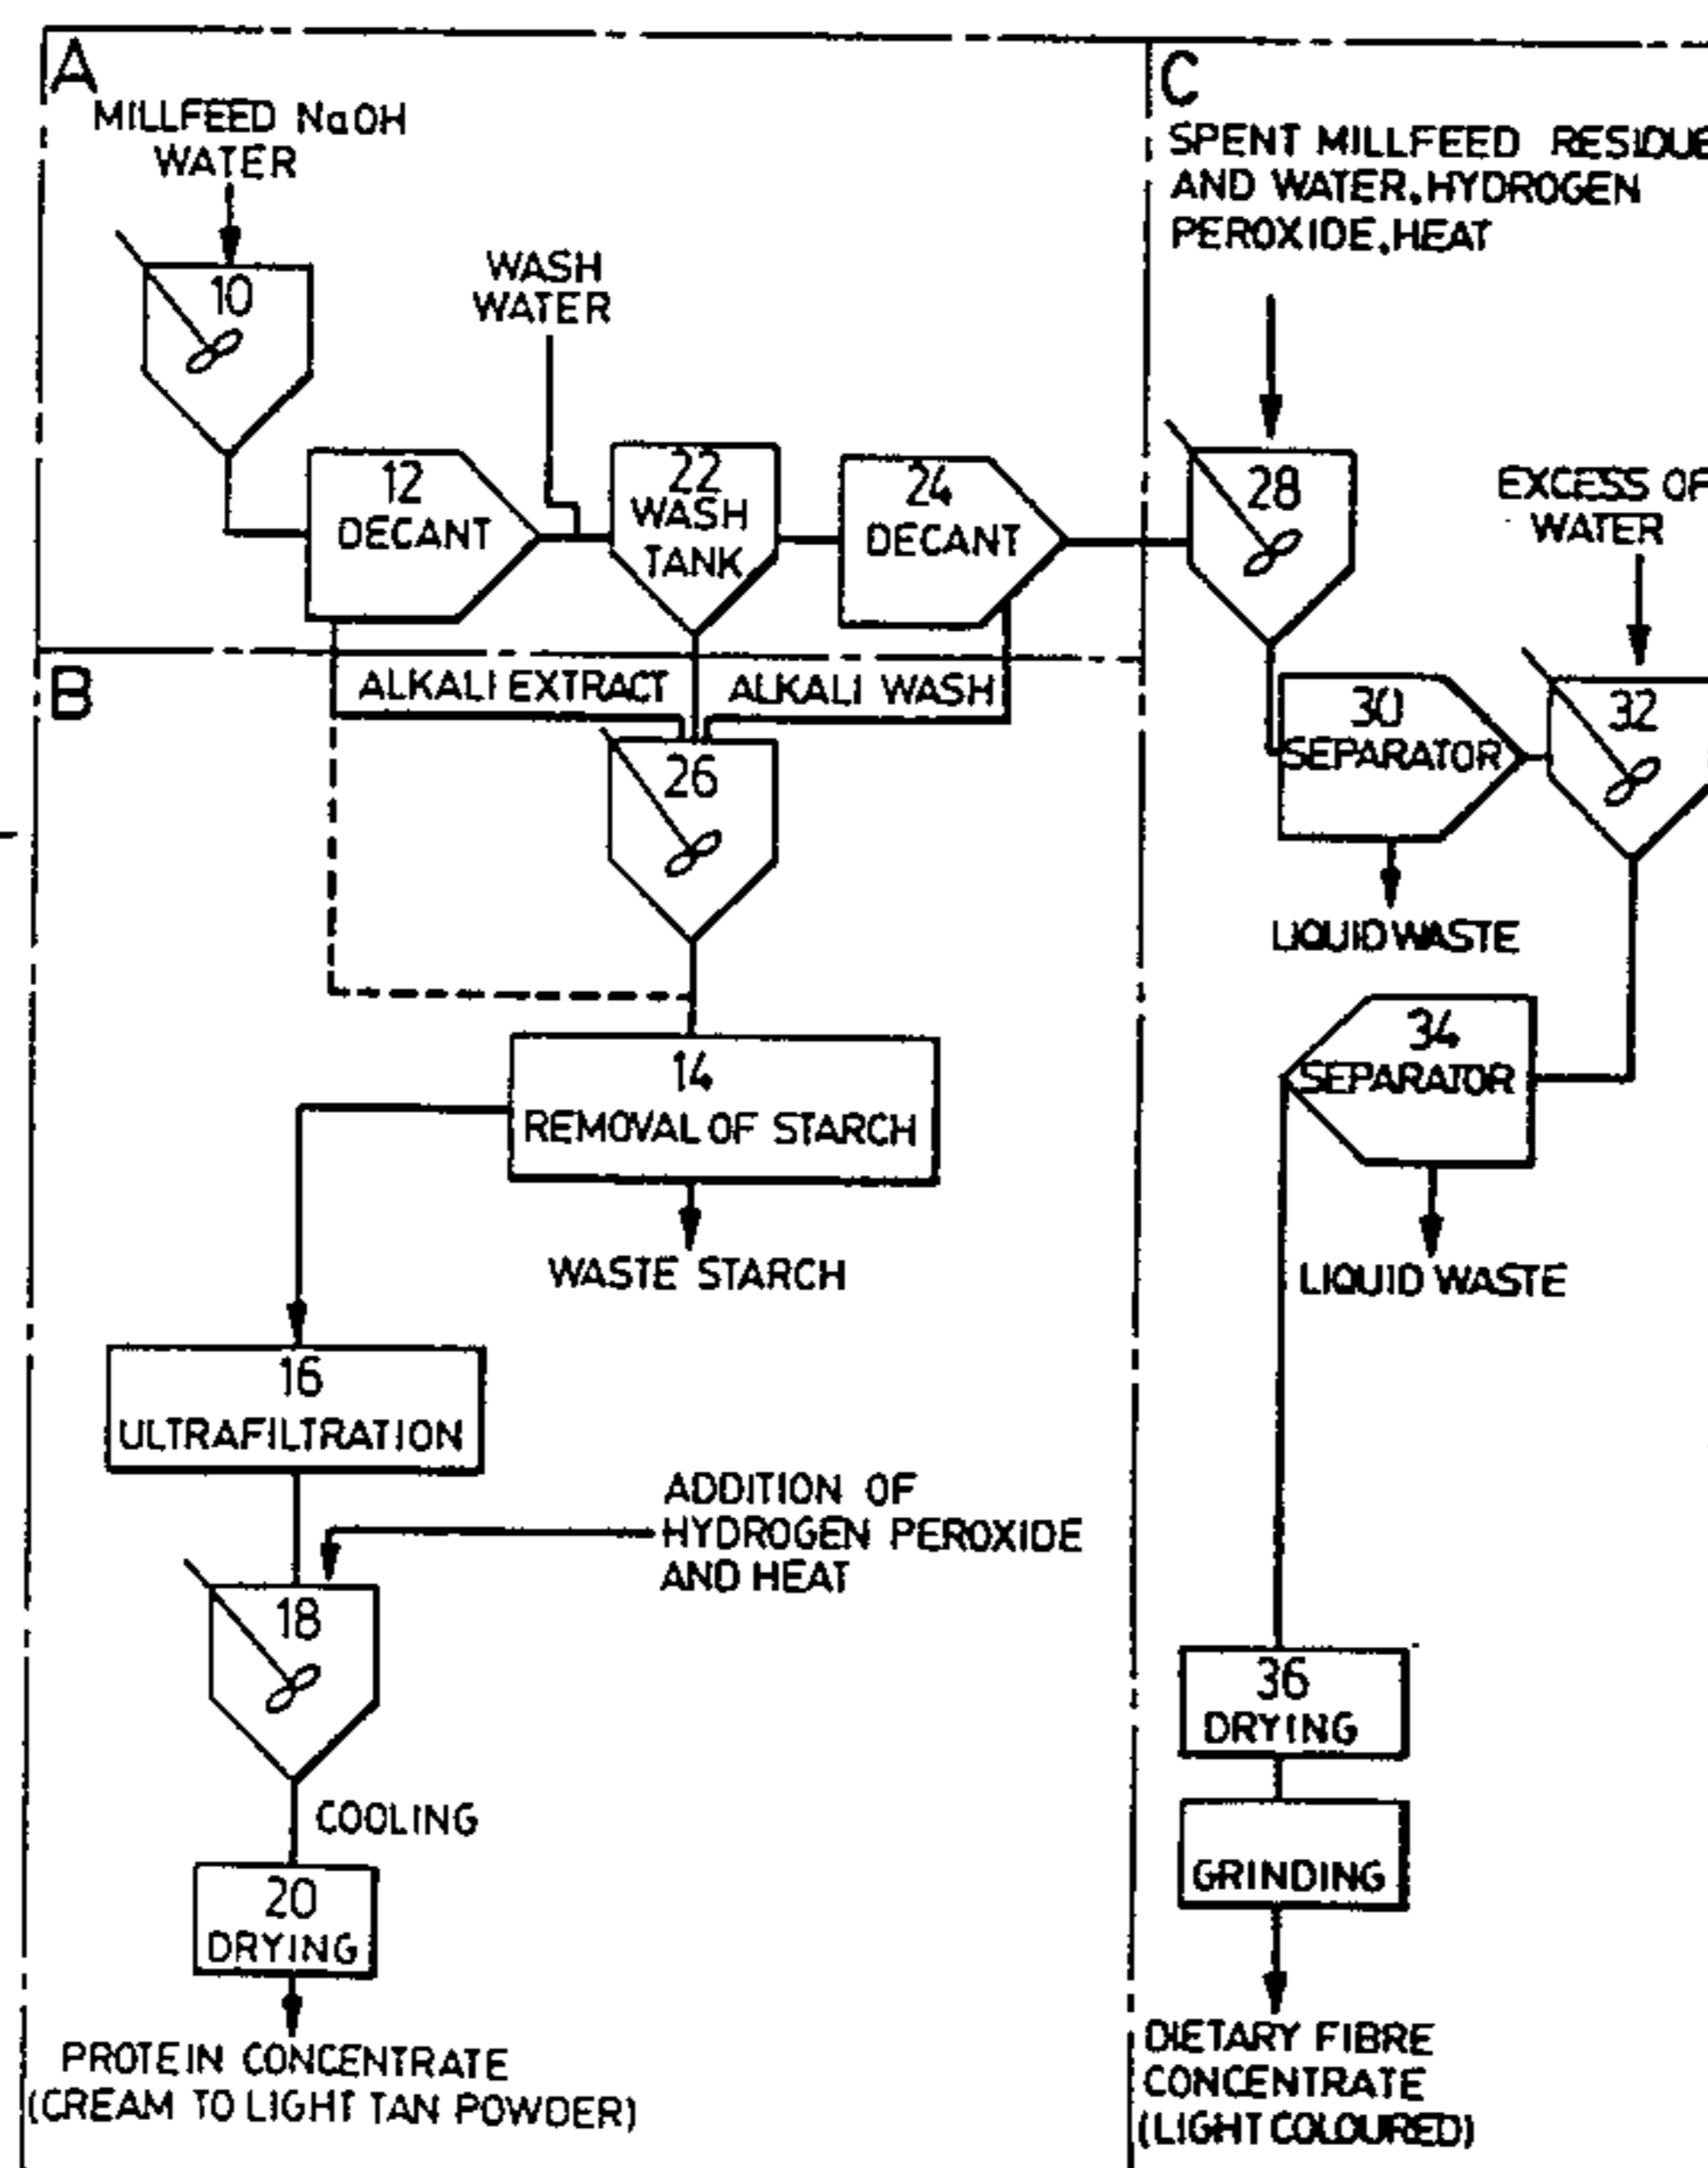 A
MILLFEED NaOH
WATER
10
WASH
WATER
12
DECANT
22
WASH
TANK
24
DECANT
B
ALKALI EXTRACT
ALKALI WASH
26
14
REMOVAL OF STARCH
WASTE STARCH
16
ULTRAFILTRATION
ADDITION OF
HYDROGEN PEROXIDE
AND HEAT
18
COOLING
20
DRYING
PROTEIN CONCENTRATE
(CREAM TO LIGHT TAN POWDER)
C
SPENT MILLFEED RESIDUE
AND WATER, HYDROGEN
PEROXIDE, HEAT
28
EXCESS OF
WATER
30
SEPARATOR
32
LIQUID WASTE
34
SEPARATOR
LIQUID WASTE
36
DRYING
GRINDING
DIETARY FIBRE
CONCENTRATE
(LIGHT COLOURED)